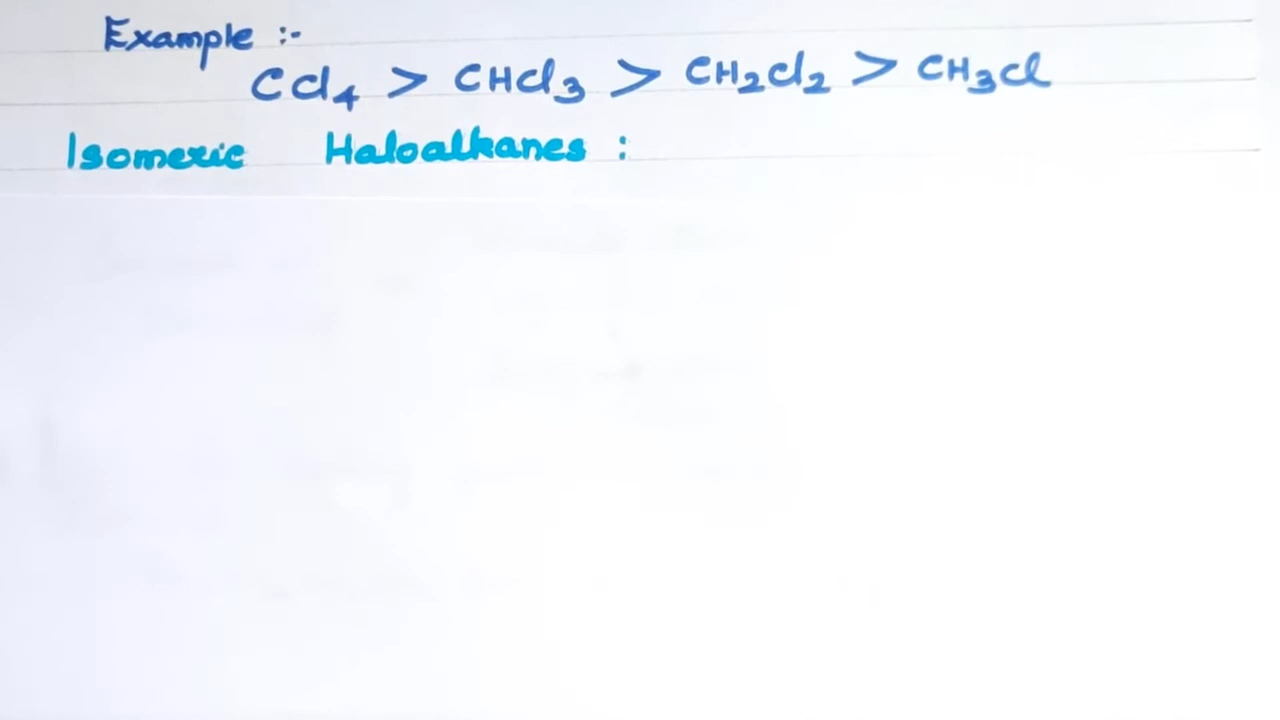 Example :-
CCl4 > CHCl3 > CH2Cl2 > CH3Cl
Isomeric Haloalkanes :